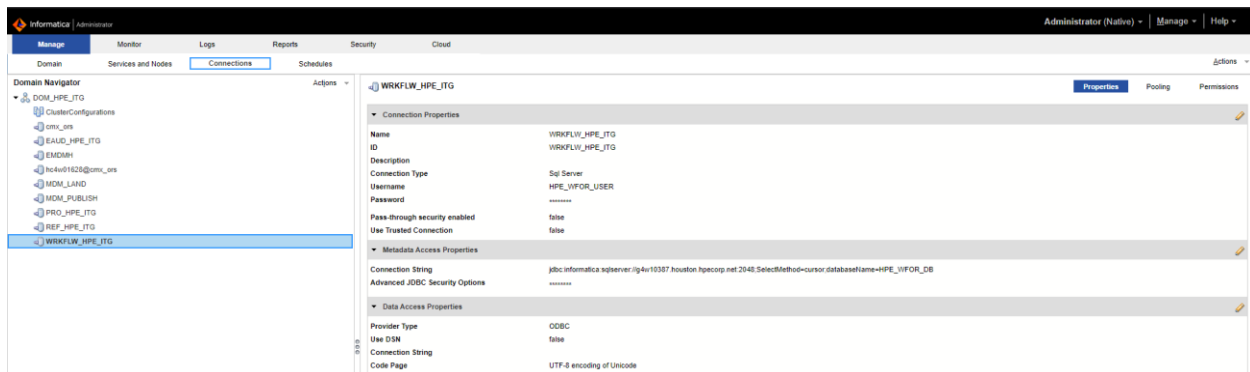 Informatica Administrator
Administrator (Native) Manage Help
Manage Monitor Logs Reports Security Cloud
Domain Services and Nodes Connections Schedules
Actions
Domain Navigator Actions
DOM_HPE_ITG
ClusterConfigurations
cmx_ors
EAUD_HPE_ITG
EMDMH
hc4w01628@cmx_ors
MDM_LAND
MDM_PUBLISH
PRO_HPE_ITG
REF_HPE_ITG
WRKFLW_HPE_ITG
WRKFLW_HPE_ITG
Properties Pooling Permissions
Connection Properties
Name WRKFLW_HPE_ITG
ID WRKFLW_HPE_ITG
Description
Connection Type Sql Server
Username HPE_WFOR_USER
Password ********
Pass-through security enabled false
Use Trusted Connection false
Metadata Access Properties
Connection String jdbc:informatica:sqlserver://g4w10387.houston.hpecorp.net:2048;SelectMethod=cursor;databaseName=HPE_WFOR_DB
Advanced JDBC Security Options ********
Data Access Properties
Provider Type ODBC
Use DSN false
Connection String
Code Page UTF-8 encoding of Unicode